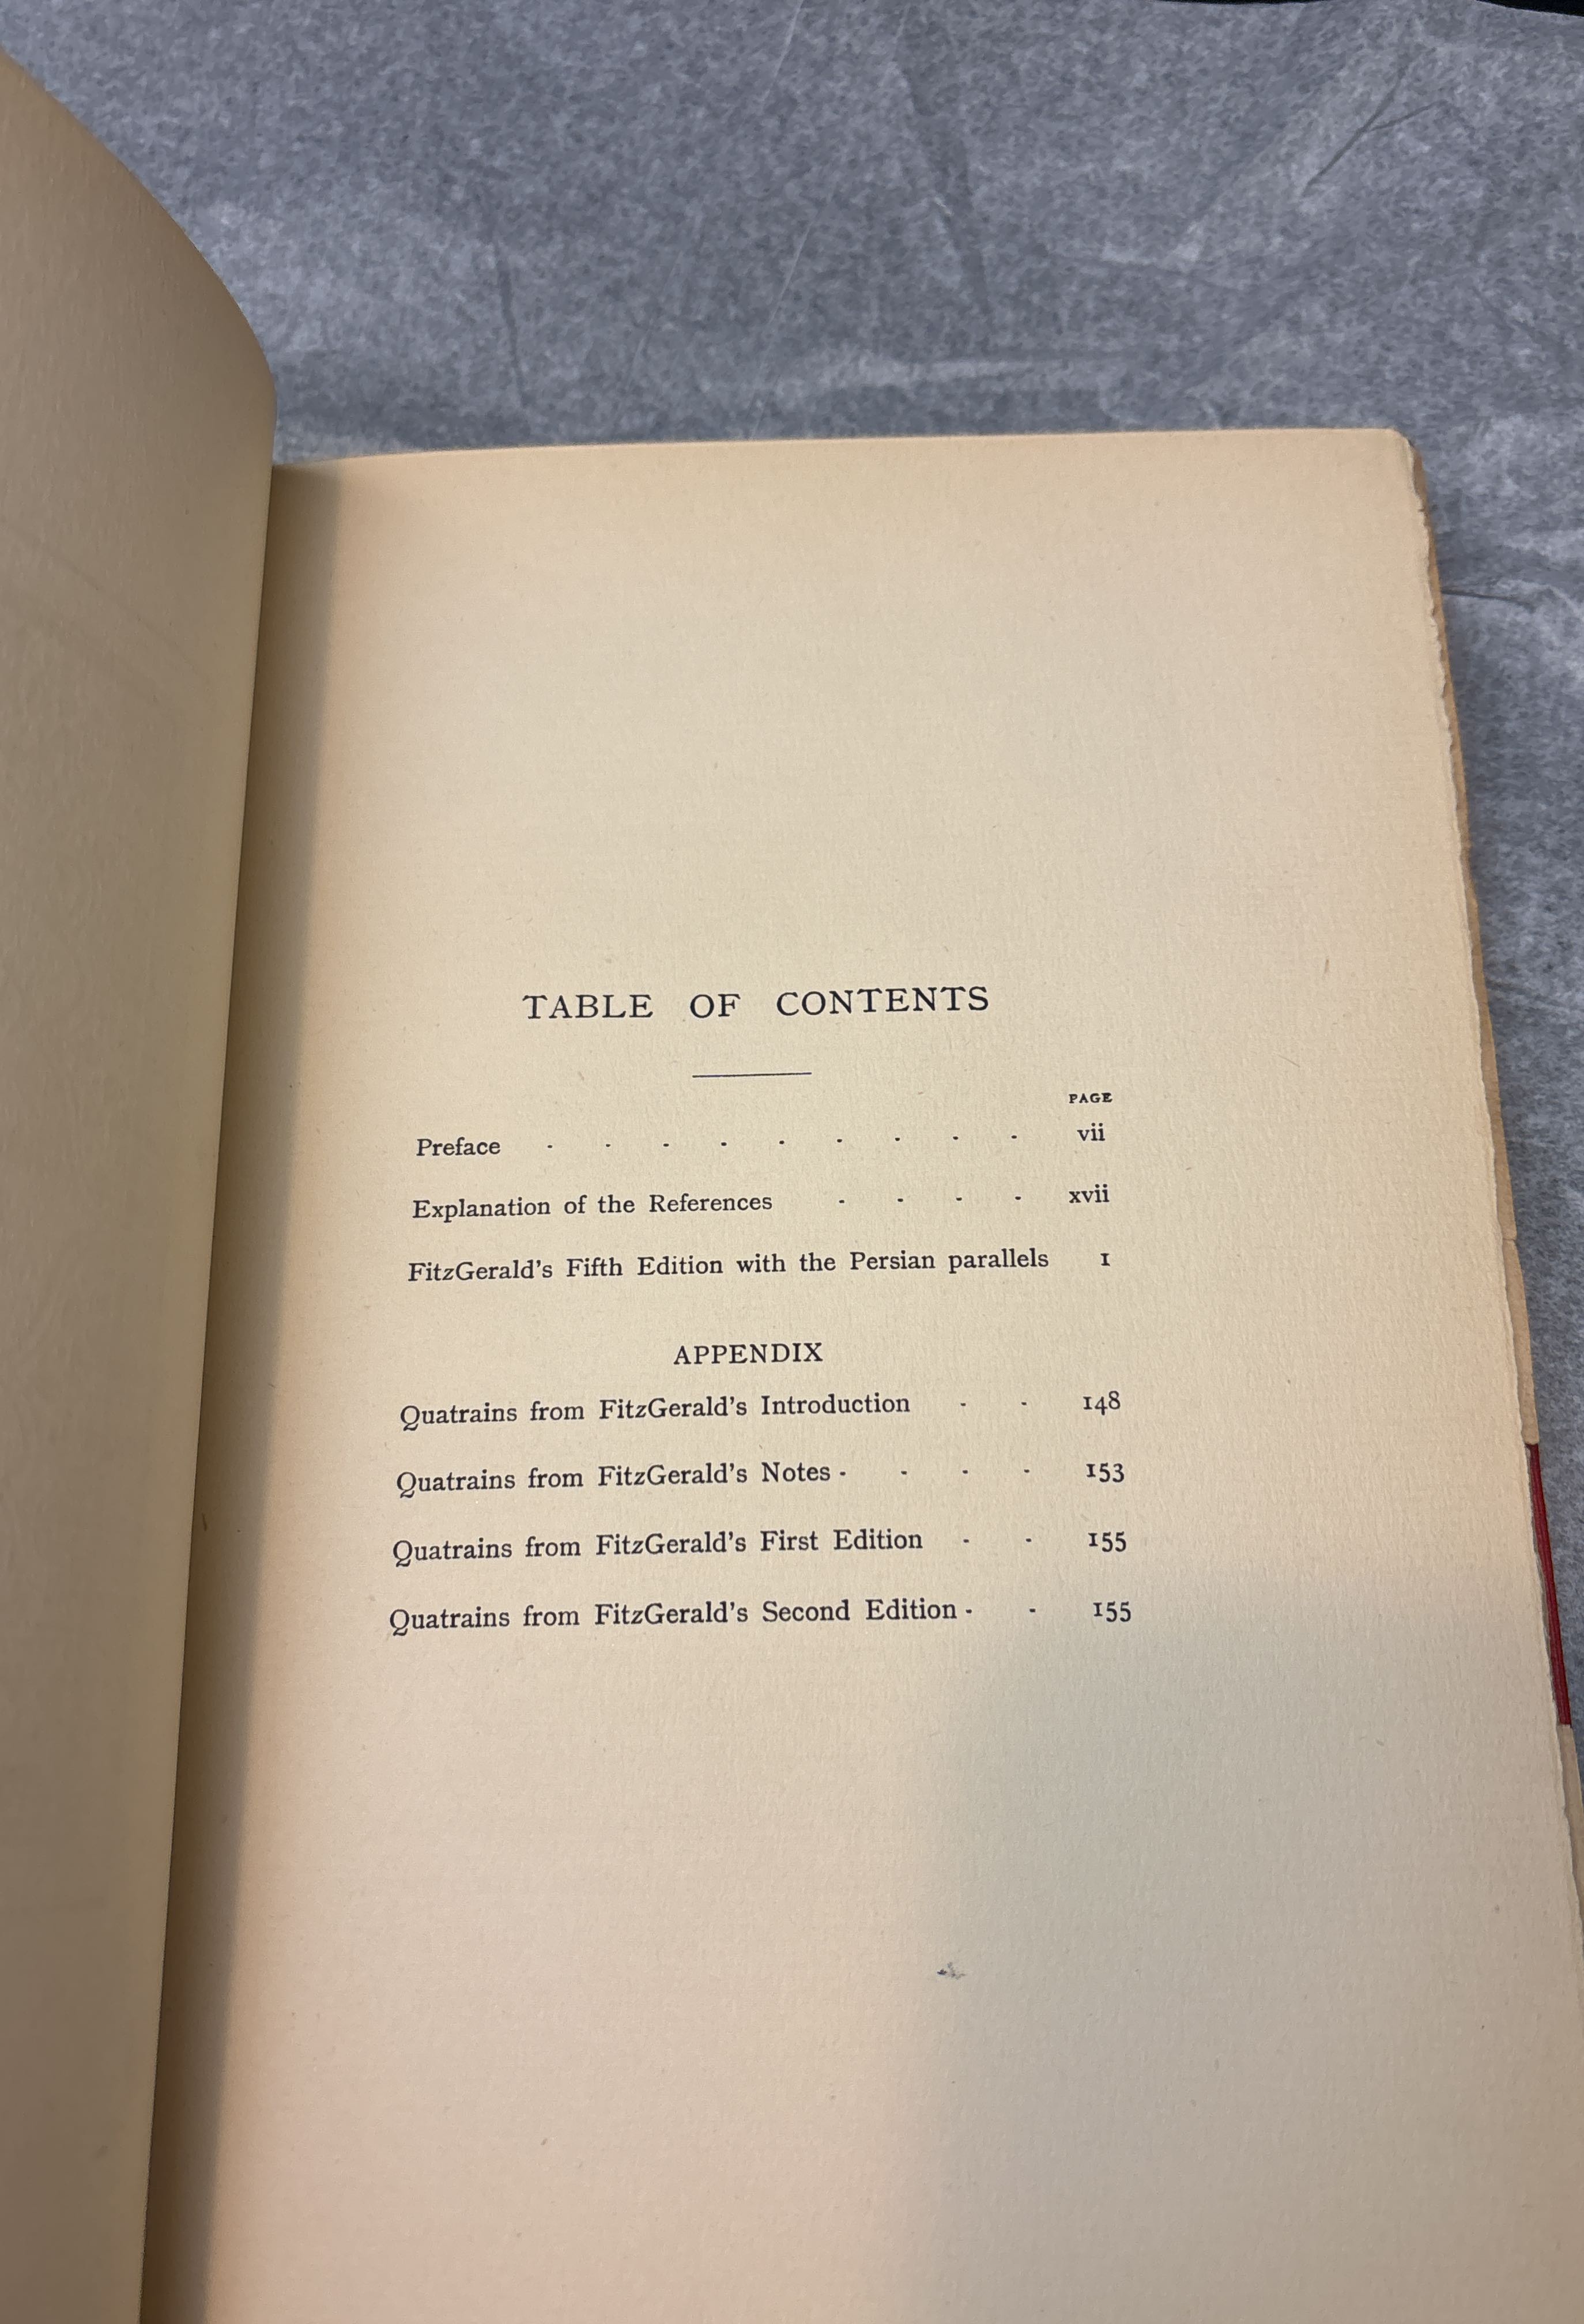 TABLE OF CONTENTS
PAGE
Preface - - - - - - - - - vii
Explanation of the References - - - - xvii
FitzGerald's Fifth Edition with the Persian parallels 1
APPENDIX
Quatrains from FitzGerald's Introduction - - 148
Quatrains from FitzGerald's Notes - - - - 153
Quatrains from FitzGerald's First Edition - - 155
Quatrains from FitzGerald's Second Edition - - 155